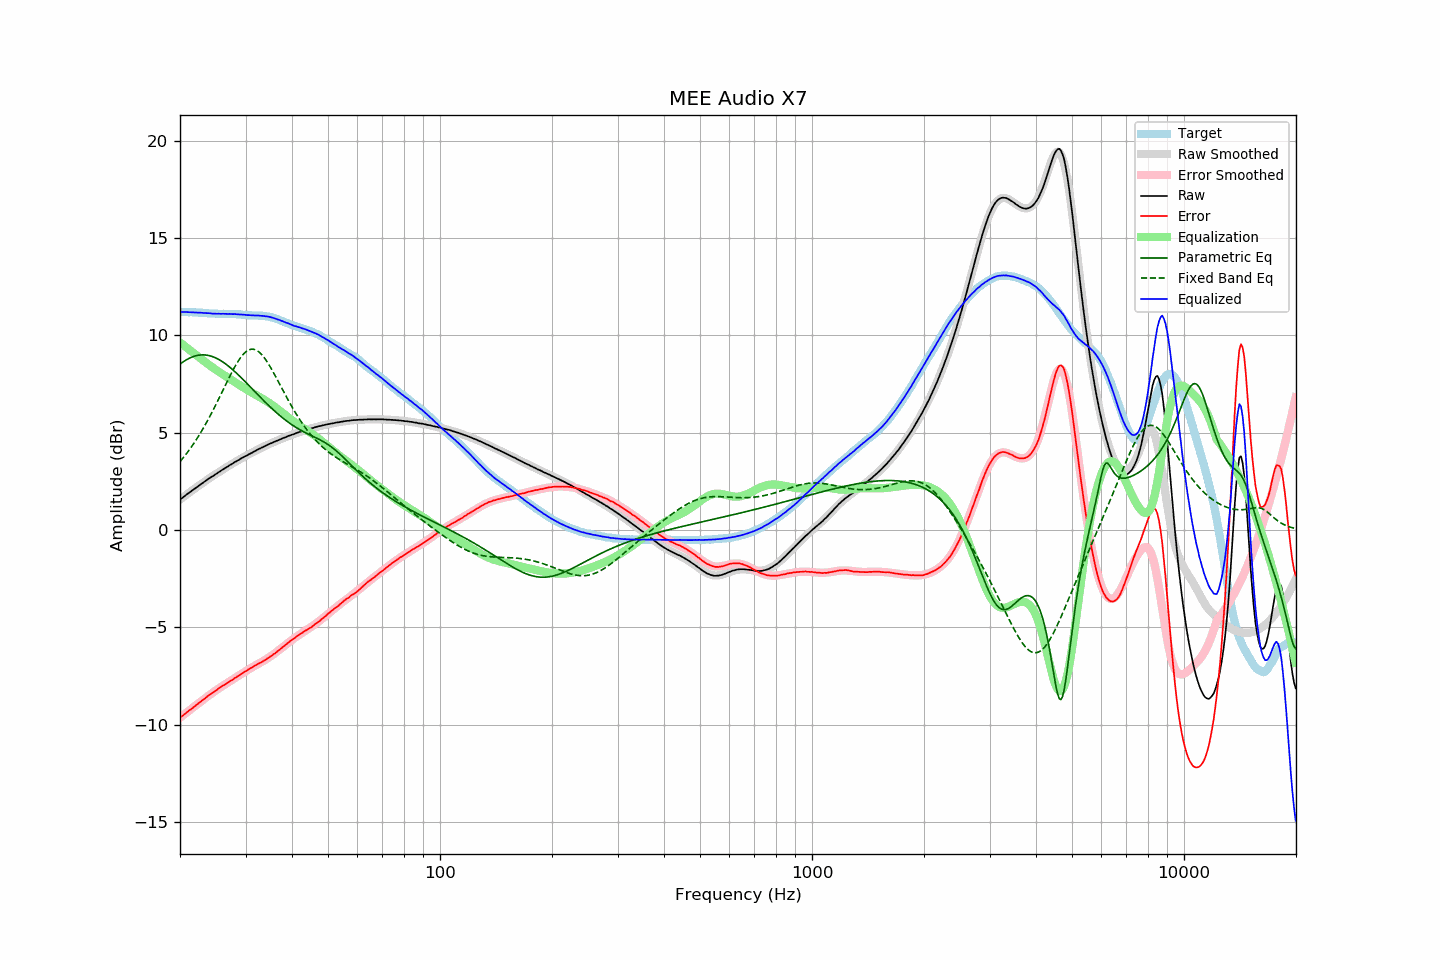 MEE Audio X7
Amplitude (dBr)
20
15
10
5
0
−5
−10
−15
Target
Raw Smoothed
Error Smoothed
Raw
Error
Equalization
Parametric Eq
Fixed Band Eq
Equalized
100
1000
10000
Frequency (Hz)